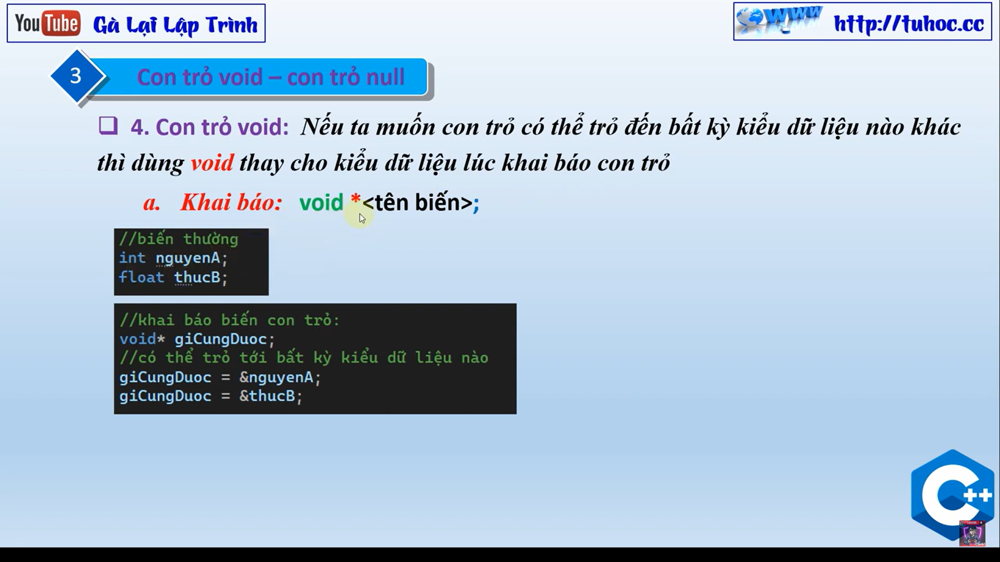 YouTube Gà Lại Lập Trình
WWW http://tuhoc.cc
3 Con trỏ void – con trỏ null
4. Con trỏ void: Nếu ta muốn con trỏ có thể trỏ đến bất kỳ kiểu dữ liệu nào khác
thì dùng void thay cho kiểu dữ liệu lúc khai báo con trỏ
a. Khai báo: void *<tên biến>;
//biến thường
int nguyenA;
float thucB;
//khai báo biến con trỏ:
void* giCungDuoc;
//có thể trỏ tới bất kỳ kiểu dữ liệu nào
giCungDuoc = &nguyenA;
giCungDuoc = &thucB;
C++
SUBSCRIBE
Click!